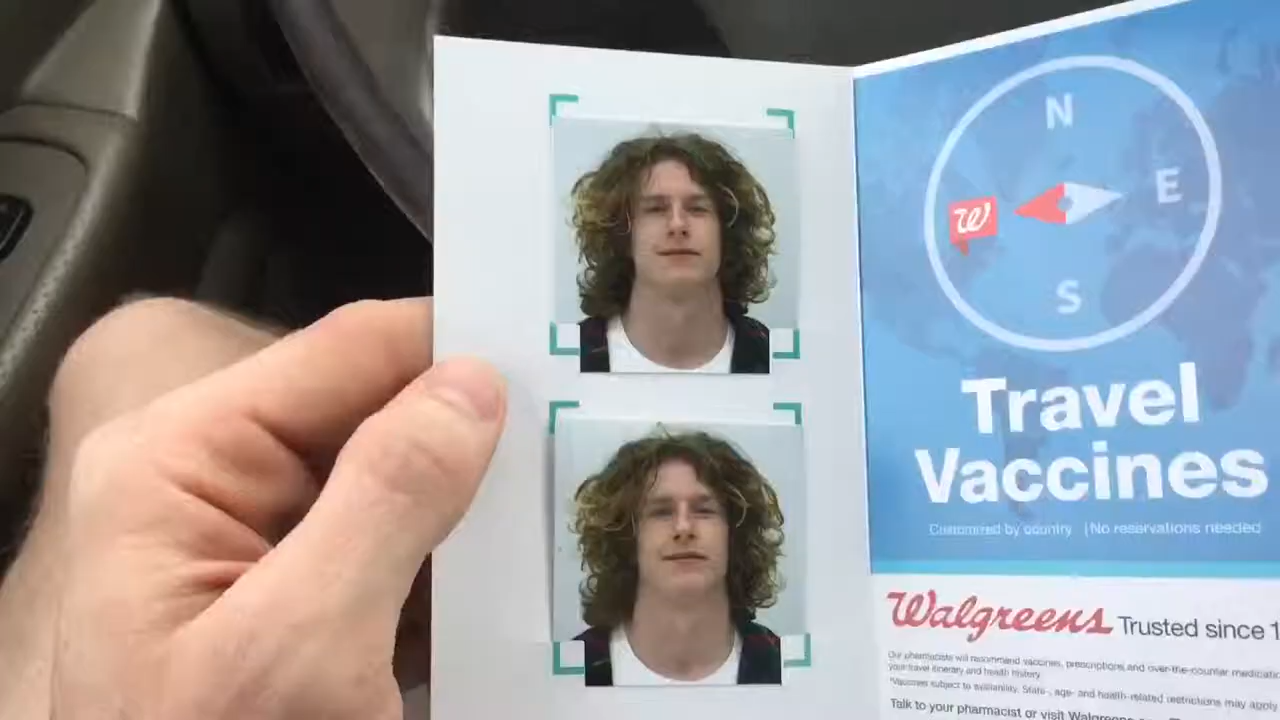 N
E
W
S
Travel
Vaccines
Customized by country | No reservations needed
Walgreens Trusted since 1
Our pharmacists will recommend vaccines, prescriptions and over-the-counter
your travel itinerary and health history.
*Vaccines subject to availability. State-, age- and health-related restrictions may apply
Talk to your pharmacist or visit